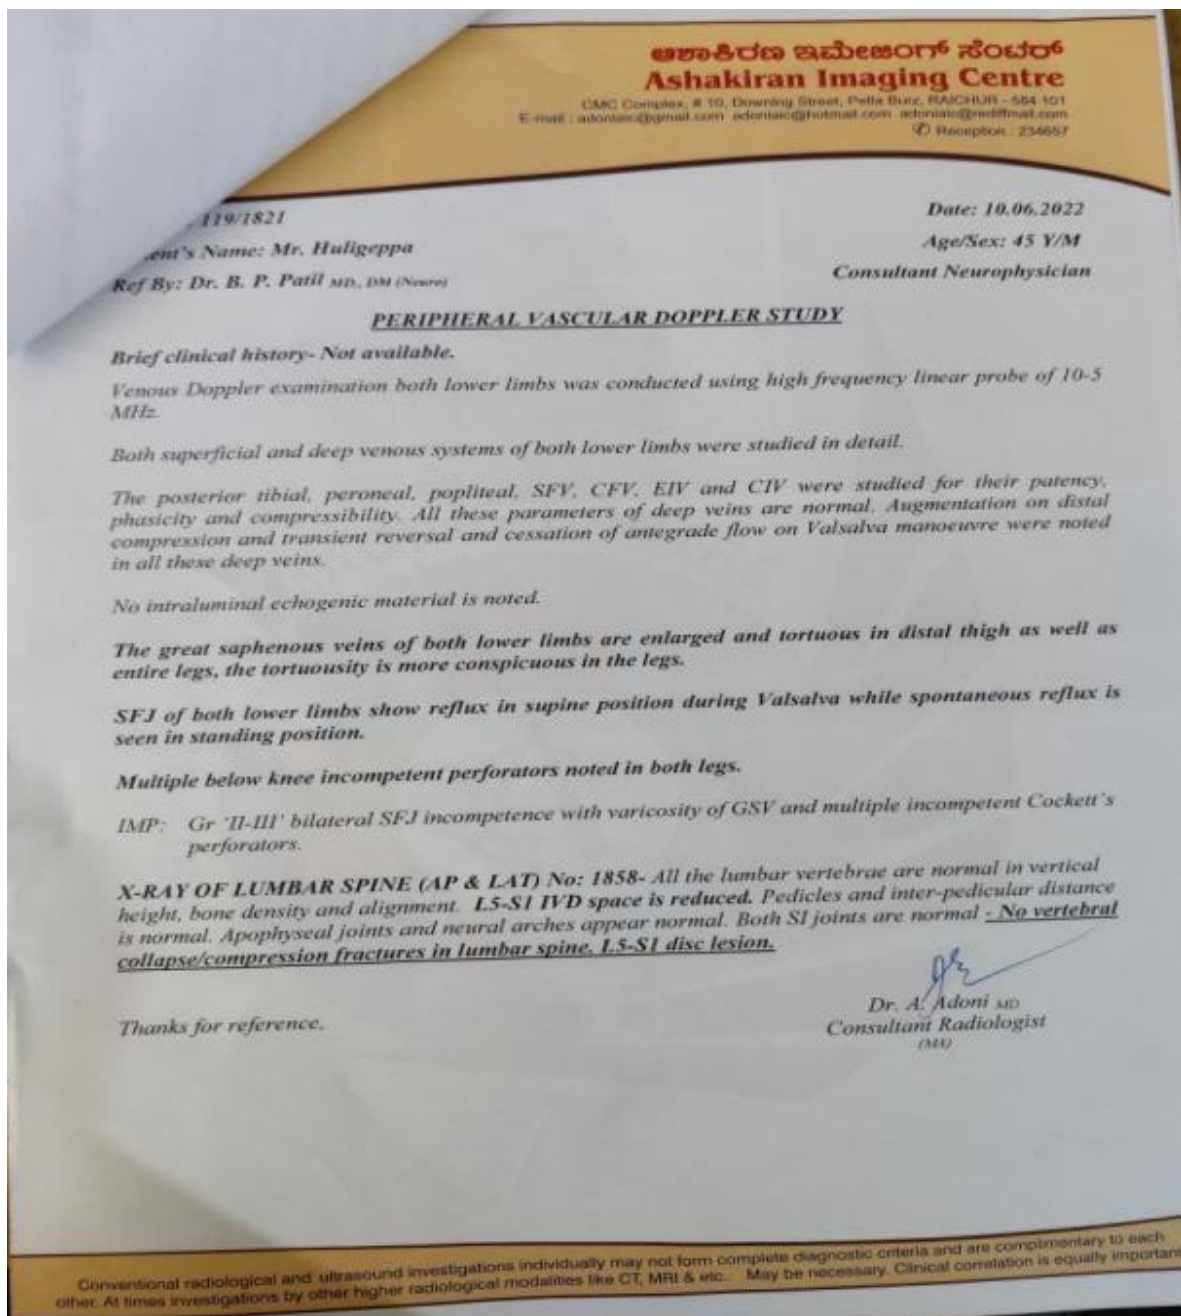 ಆಶಾಕಿರಣ ಇಮೇಜಿಂಗ್ ಸೆಂಟರ್
Ashakiran Imaging Centre
CMC Complex, # 10, Downing Street, Pella Burz, RAICHUR - 584 101
E-mail : adoniaic@gmail.com adoniaic@hotmail.com adoniaic@rediffmail.com
✆ Reception : 234657
119/1821
Date: 10.06.2022
ent's Name: Mr. Huligeppa
Age/Sex: 45 Y/M
Ref By: Dr. B. P. Patil MD., DM (Neuro)
Consultant Neurophysician
PERIPHERAL VASCULAR DOPPLER STUDY
Brief clinical history- Not available.
Venous Doppler examination both lower limbs was conducted using high frequency linear probe of 10-5
MHz.
Both superficial and deep venous systems of both lower limbs were studied in detail.
The posterior tibial, peroneal, popliteal, SFV, CFV, EIV and CIV were studied for their patency,
phasicity and compressibility. All these parameters of deep veins are normal. Augmentation on distal
compression and transient reversal and cessation of antegrade flow on Valsalva manoeuvre were noted
in all these deep veins.
No intraluminal echogenic material is noted.
The great saphenous veins of both lower limbs are enlarged and tortuous in distal thigh as well as
entire legs, the tortuousity is more conspicuous in the legs.
SFJ of both lower limbs show reflux in supine position during Valsalva while spontaneous reflux is
seen in standing position.
Multiple below knee incompetent perforators noted in both legs.
IMP: Gr 'II-III' bilateral SFJ incompetence with varicosity of GSV and multiple incompetent Cockett's
perforators.
X-RAY OF LUMBAR SPINE (AP & LAT) No: 1858- All the lumbar vertebrae are normal in vertical
height, bone density and alignment. L5-S1 IVD space is reduced. Pedicles and inter-pedicular distance
is normal. Apophyseal joints and neural arches appear normal. Both SI joints are normal - No vertebral
collapse/compression fractures in lumbar spine. L5-S1 disc lesion.
Dr. A. Adoni MD
Thanks for reference.
Consultant Radiologist
(MA)
Conventional radiological and ultrasound investigations individually may not form complete diagnostic criteria and are complimentary to each
other. At times investigations by other higher radiological modalities like CT, MRI & etc.. May be necessary. Clinical correlation is equally important